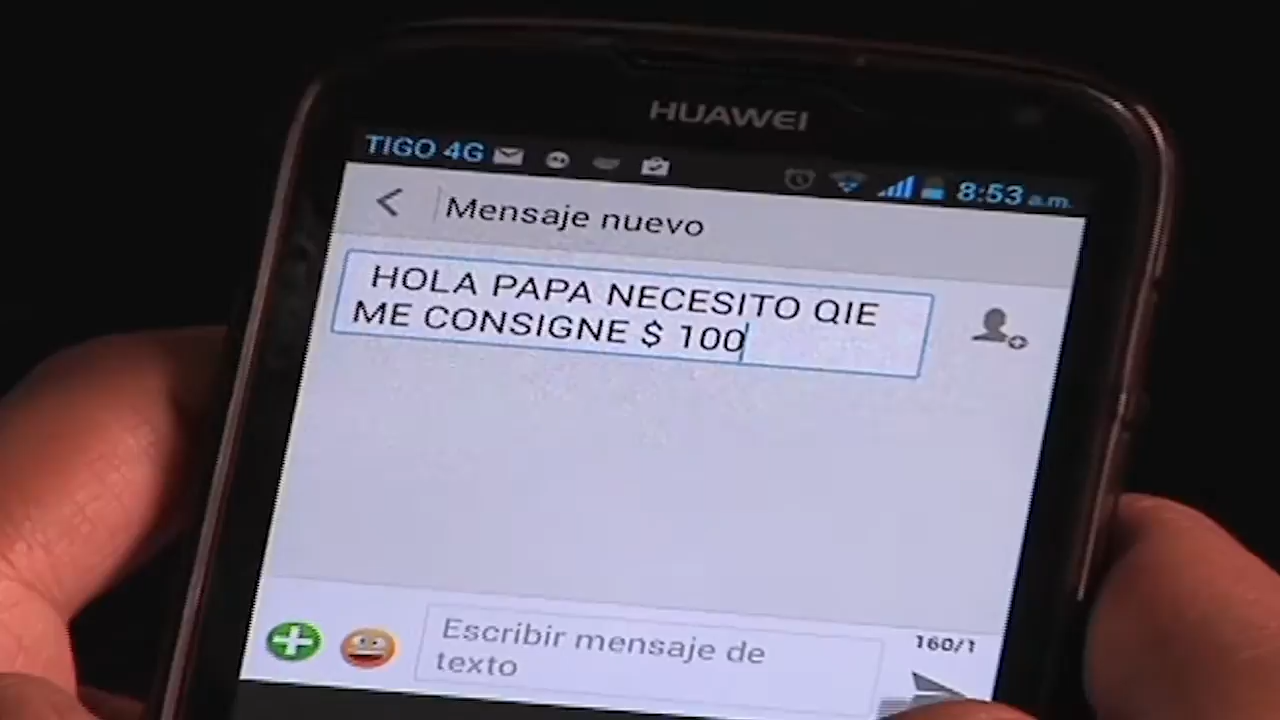 HUAWEI
TIGO 4G 8:53 a.m.
Mensaje nuevo
HOLA PAPA NECESITO QIE
ME CONSIGNE $ 100
160/1
Escribir mensaje de
texto